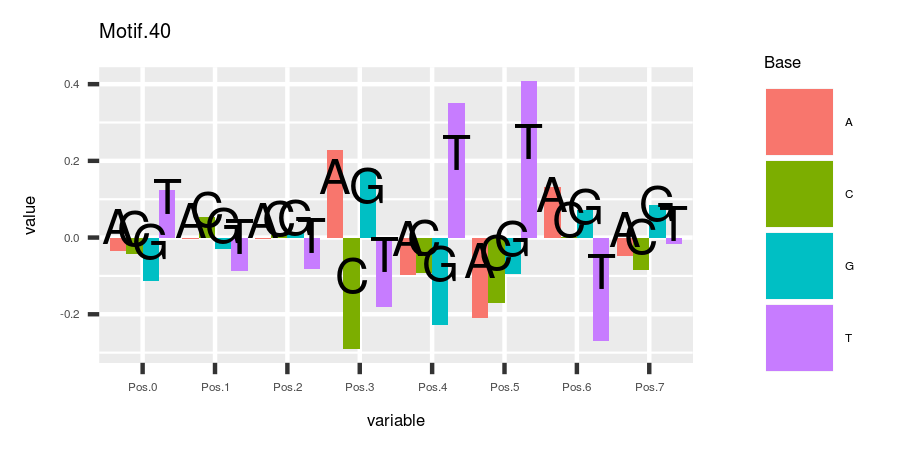 Motif.40
Base
0.4
0.2
0.0
-0.2
value
A C G T A C G T A C G T A C G T A C G T A C G T A C G T A C G T
A
C
G
T
Pos.0 Pos.1 Pos.2 Pos.3 Pos.4 Pos.5 Pos.6 Pos.7
variable